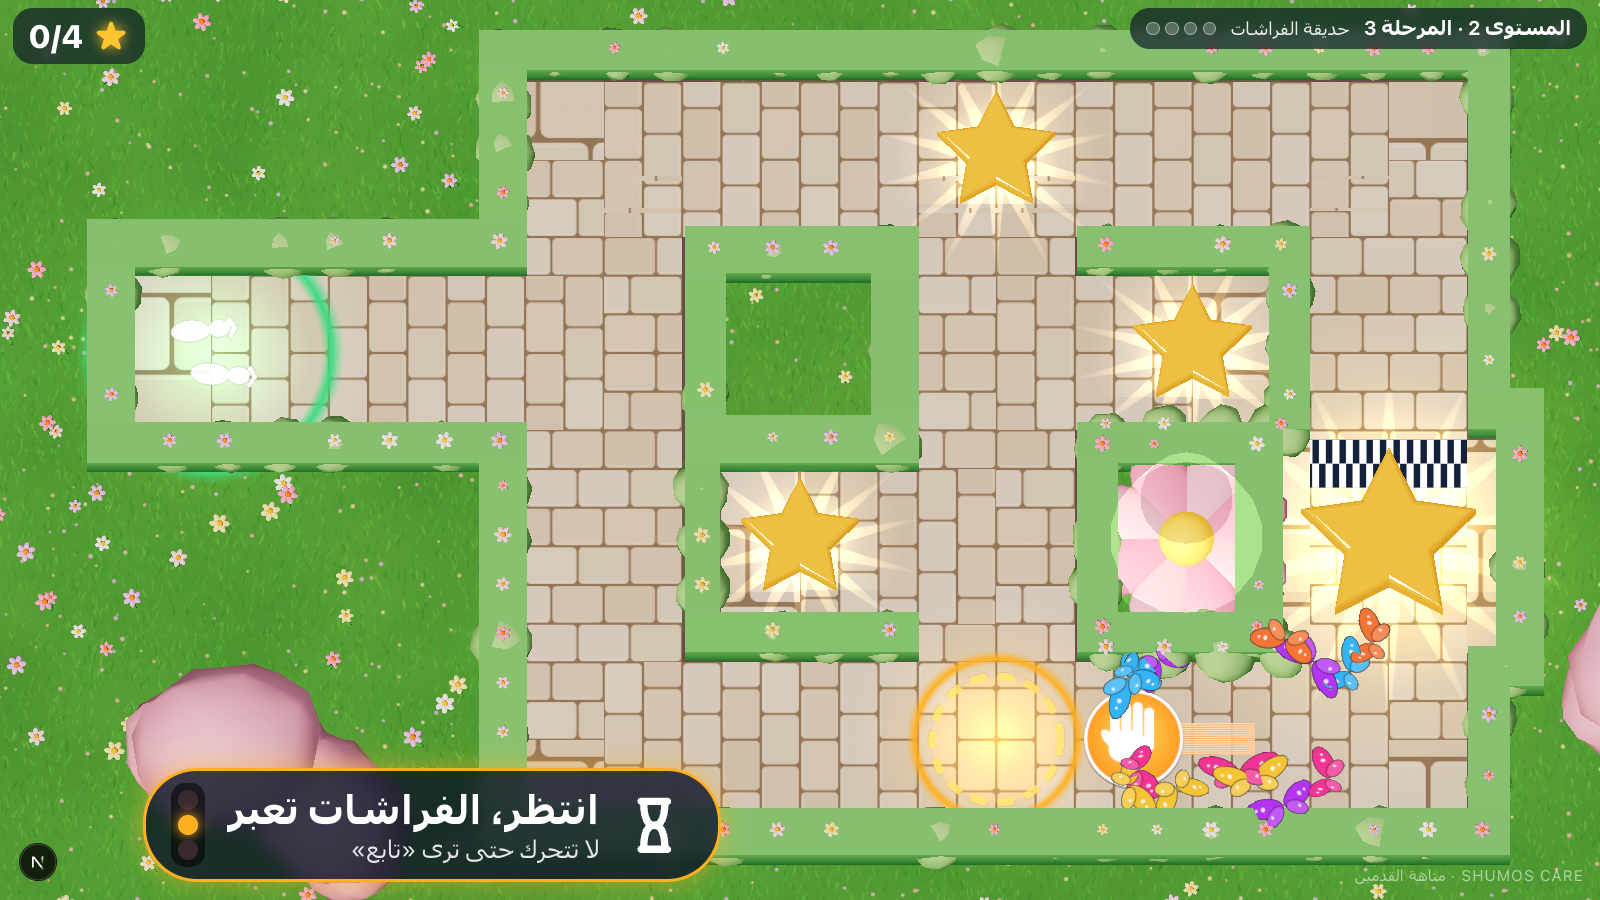 0/4
المستوى 2 · المرحلة 3 حديقة الفراشات
انتظر، الفراشات تعبر
لا تتحرك حتى ترى «تابع»
N
متاهة القدمين · SHUMOS CARE